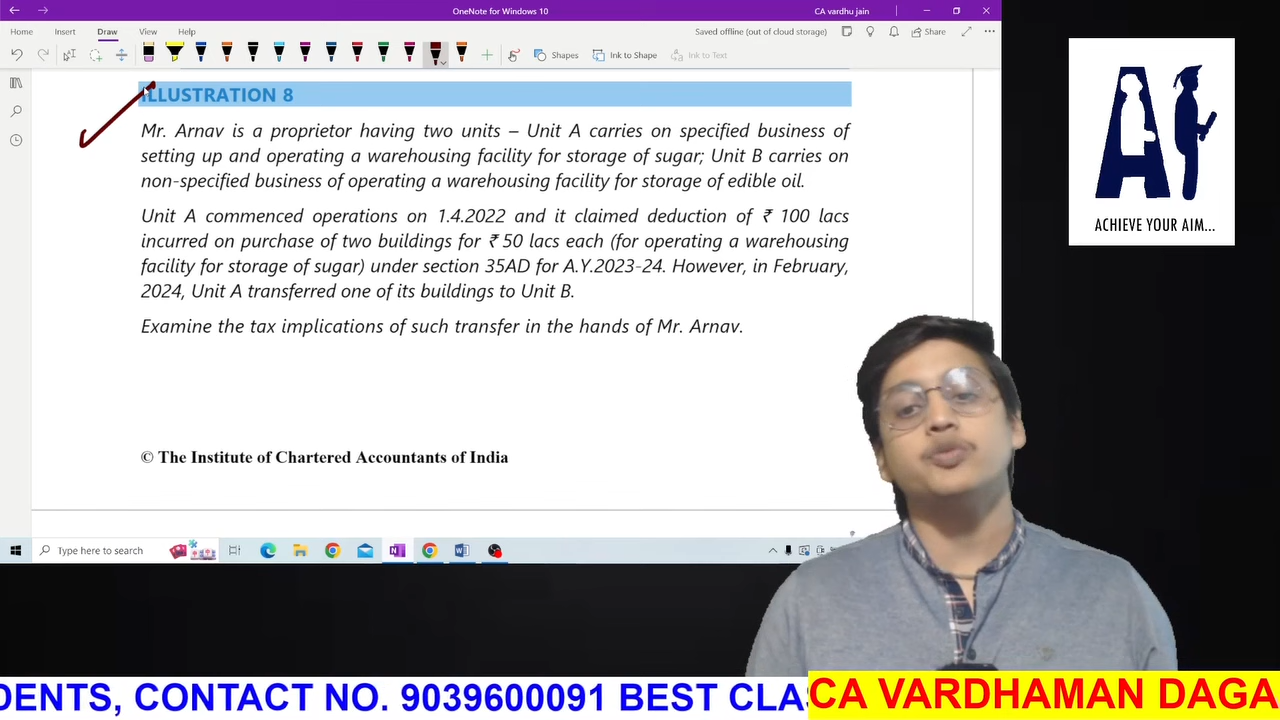 OneNote for Windows 10
CA vardhu jain
Home Insert Draw View Help
Saved offline (out of cloud storage) Share
Shapes Ink to Shape Ink to Text
ILLUSTRATION 8
Mr. Arnav is a proprietor having two units – Unit A carries on specified business of
setting up and operating a warehousing facility for storage of sugar; Unit B carries on
non-specified business of operating a warehousing facility for storage of edible oil.
Unit A commenced operations on 1.4.2022 and it claimed deduction of ₹ 100 lacs
incurred on purchase of two buildings for ₹ 50 lacs each (for operating a warehousing
facility for storage of sugar) under section 35AD for A.Y.2023-24. However, in February,
2024, Unit A transferred one of its buildings to Unit B.
Examine the tax implications of such transfer in the hands of Mr. Arnav.
© The Institute of Chartered Accountants of India
Type here to search
AI
ACHIEVE YOUR AIM...
DENTS, CONTACT NO. 9039600091 BEST CLAS
CA VARDHAMAN DAGA